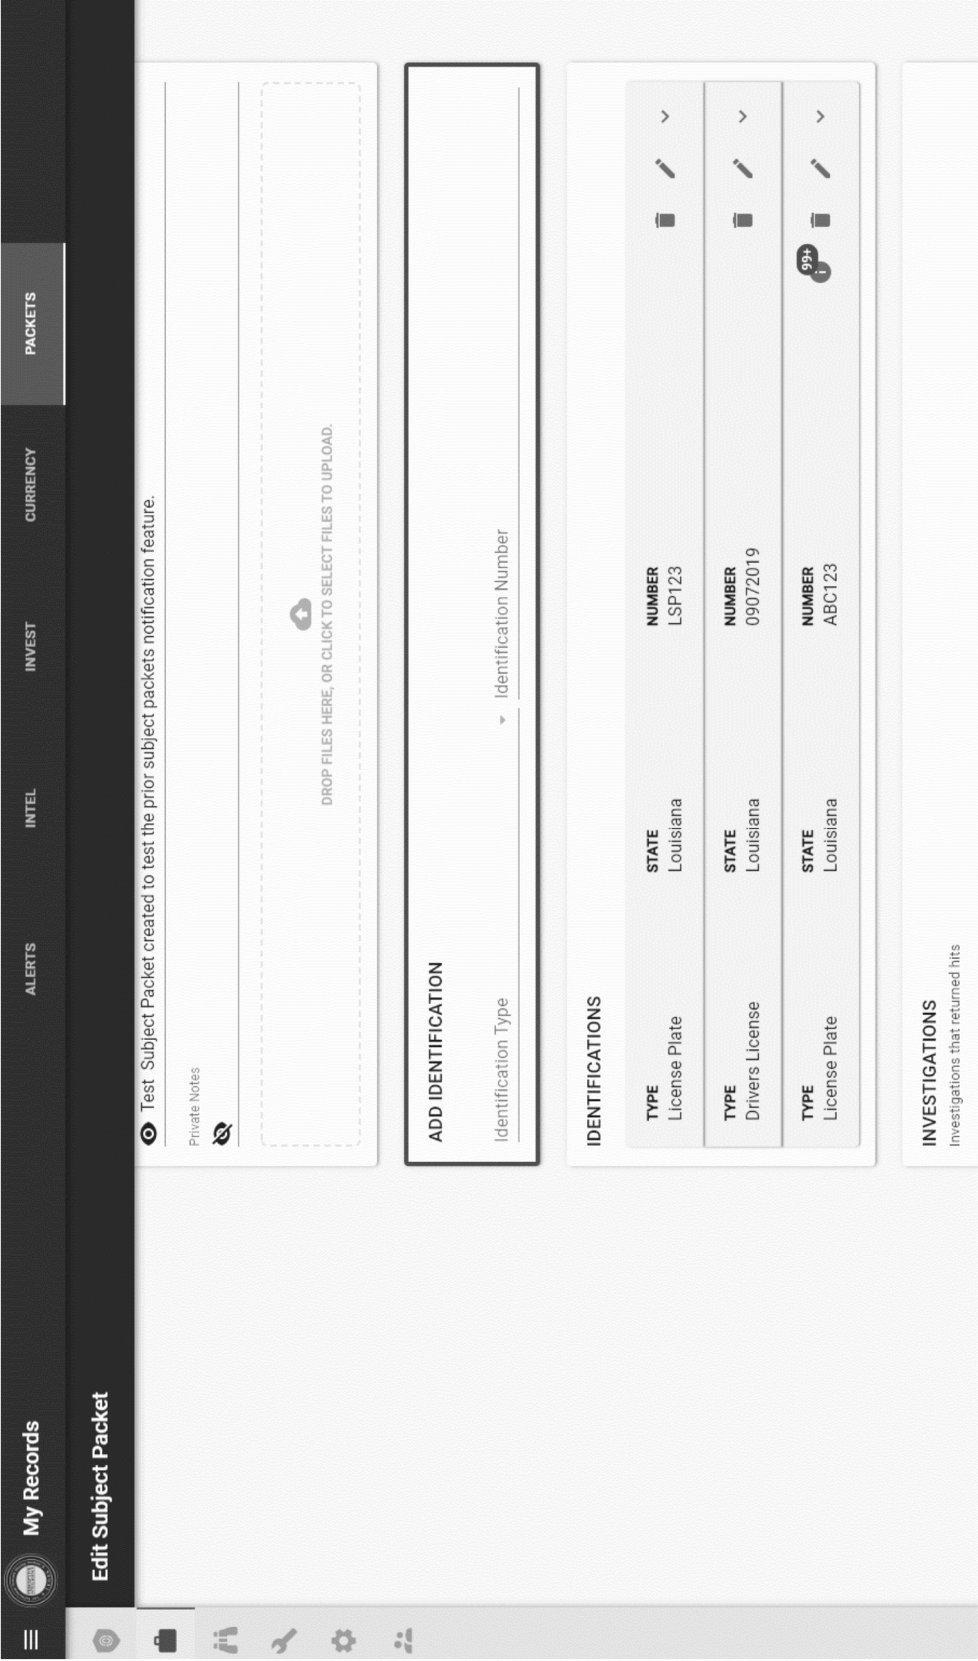 My Records
ALERTS
INTEL
INVEST
CURRENCY
PACKETS
Edit Subject Packet
Test Subject Packet created to test the prior subject packets notification feature.
Private Notes
DROP FILES HERE, OR CLICK TO SELECT FILES TO UPLOAD.
ADD IDENTIFICATION
Identification Type Identification Number
IDENTIFICATIONS
TYPE STATE NUMBER
License Plate Louisiana LSP123
TYPE STATE NUMBER
Drivers License Louisiana 09072019
TYPE STATE NUMBER
License Plate Louisiana ABC123
99+
INVESTIGATIONS
Investigations that returned hits